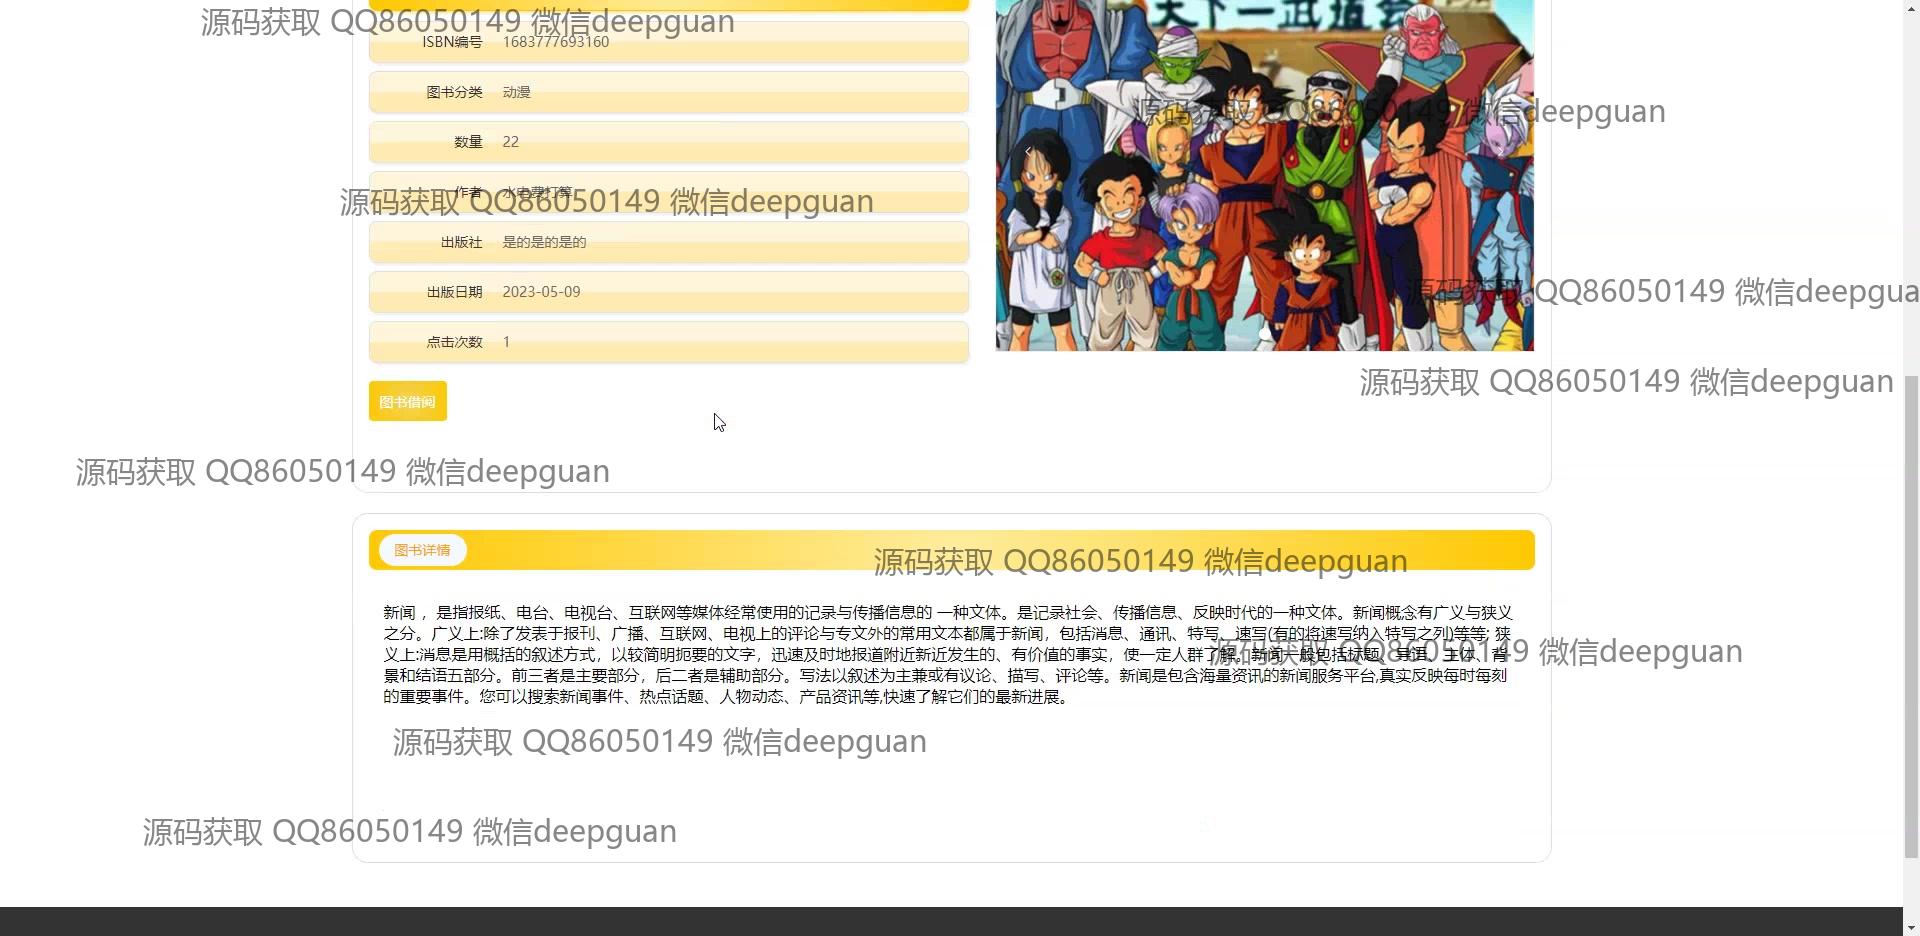 天下一武道会
源码获取 QQ86050149 微信deepguan
ISBN编号 1683777693160
图书分类 动漫
源码获取 QQ86050149 微信deepguan
数量 22
作者 水电费打算
源码获取 QQ86050149 微信deepguan
出版社 是的是的是的
出版日期 2023-05-09
源码获取 QQ86050149 微信deepgua
点击次数 1
源码获取 QQ86050149 微信deepguan
图书借阅
源码获取 QQ86050149 微信deepguan
图书详情
源码获取 QQ86050149 微信deepguan
新闻 ，是指报纸、电台、电视台、互联网等媒体经常使用的记录与传播信息的 一种文体。是记录社会、传播信息、反映时代的一种文体。新闻概念有广义与狭义
之分。广义上:除了发表于报刊、广播、互联网、电视上的评论与专文外的常用文本都属于新闻，包括消息、通讯、特写、速写(有的将速写纳入特写之列)等等; 狭
义上:消息是用概括的叙述方式，以较简明扼要的文字，迅速及时地报道附近新近发生的、有价值的事实，使一定人群了解。新闻一般包括标题、导语、主体、背
源码获取 QQ86050149 微信deepguan
景和结语五部分。前三者是主要部分，后二者是辅助部分。写法以叙述为主兼或有议论、描写、评论等。新闻是包含海量资讯的新闻服务平台,真实反映每时每刻
的重要事件。您可以搜索新闻事件、热点话题、人物动态、产品资讯等,快速了解它们的最新进展。
源码获取 QQ86050149 微信deepguan
源码获取 QQ86050149 微信deepguan